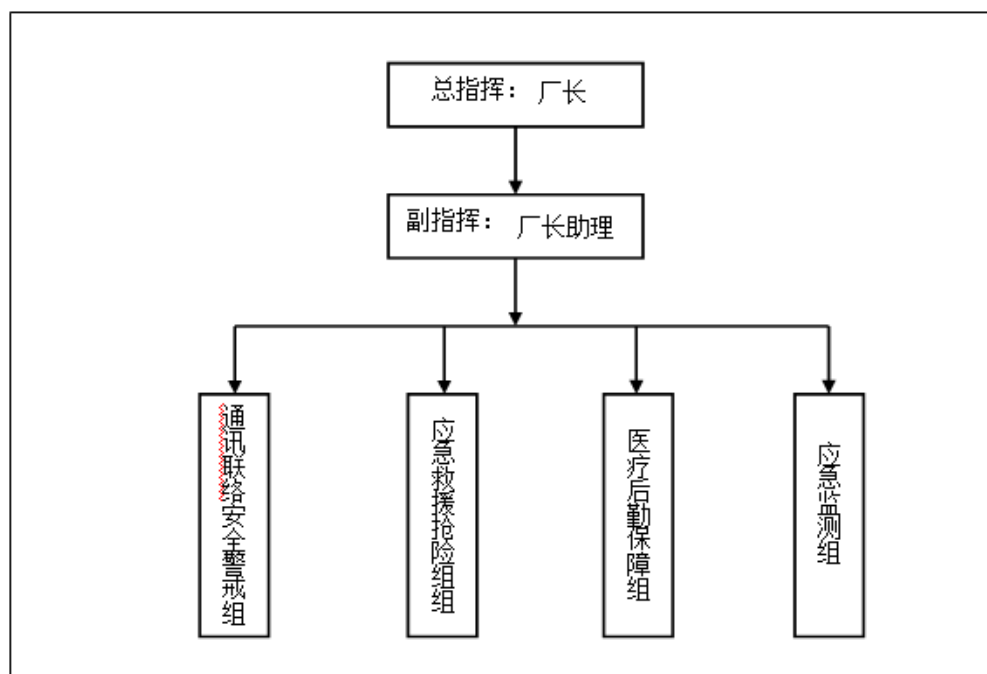 总指挥： 厂长
副指挥： 厂长助理
通讯联络安全警戒组
应急救援抢险组组
医疗后勤保障组
应急监测组